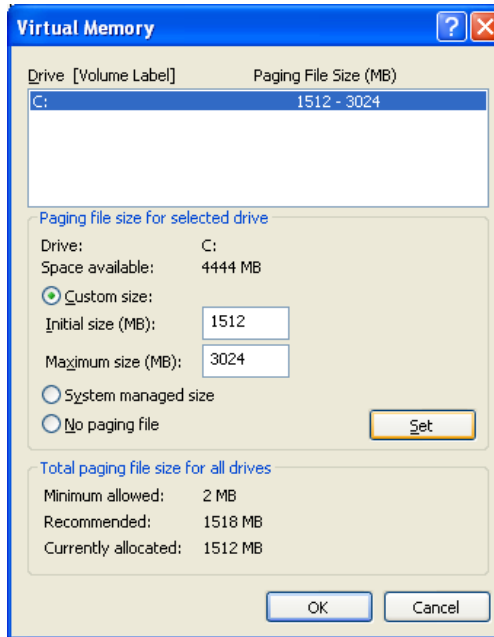 Virtual Memory
Drive [Volume Label] Paging File Size (MB)
C: 1512 - 3024
Paging file size for selected drive
Drive: C:
Space available: 4444 MB
Custom size:
Initial size (MB): 1512
Maximum size (MB): 3024
System managed size
No paging file
Set
Total paging file size for all drives
Minimum allowed: 2 MB
Recommended: 1518 MB
Currently allocated: 1512 MB
OK Cancel